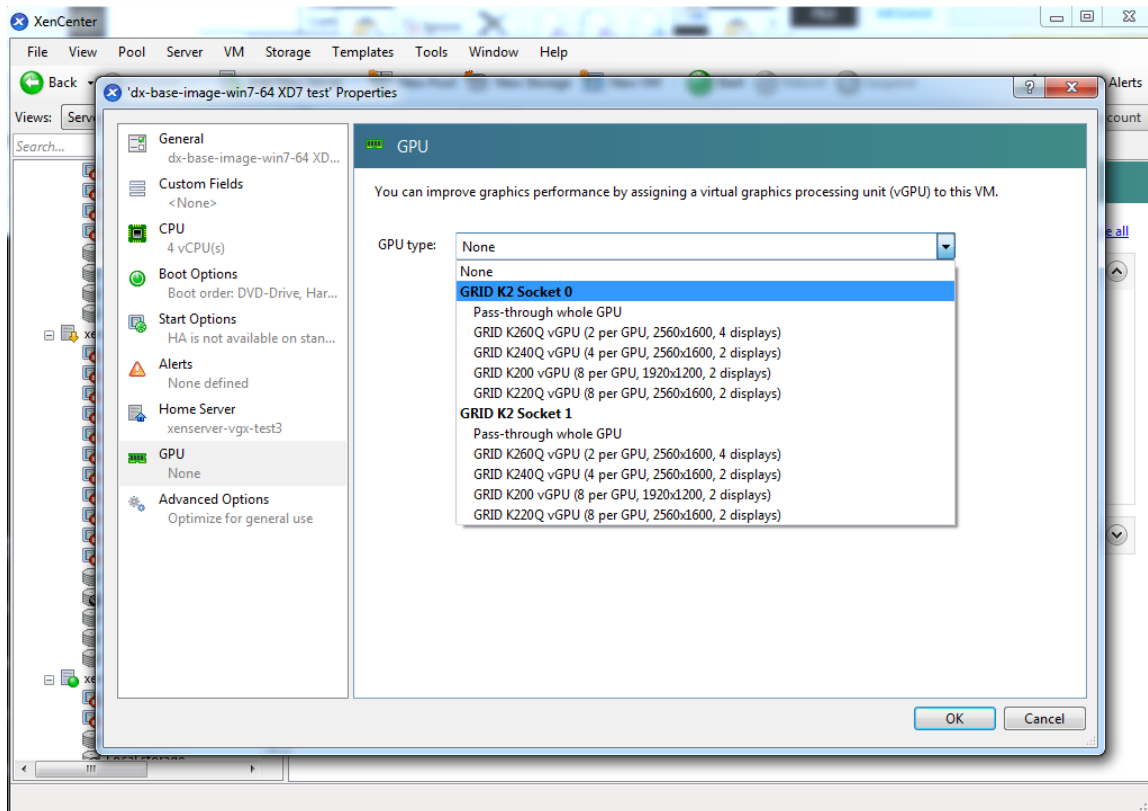 XenCenter
File View Pool Server VM Storage Templates Tools Window Help
Back
Alerts
'dx-base-image-win7-64 XD7 test' Properties
Views:
Search...
General
dx-base-image-win7-64 XD...
Custom Fields
<None>
CPU
4 vCPU(s)
Boot Options
Boot order: DVD-Drive, Har...
Start Options
HA is not available on stan...
Alerts
None defined
Home Server
xenserver-vgx-test3
GPU
None
Advanced Options
Optimize for general use
GPU
You can improve graphics performance by assigning a virtual graphics processing unit (vGPU) to this VM.
GPU type: None
None
GRID K2 Socket 0
Pass-through whole GPU
GRID K260Q vGPU (2 per GPU, 2560x1600, 4 displays)
GRID K240Q vGPU (4 per GPU, 2560x1600, 2 displays)
GRID K200 vGPU (8 per GPU, 1920x1200, 2 displays)
GRID K220Q vGPU (8 per GPU, 2560x1600, 2 displays)
GRID K2 Socket 1
Pass-through whole GPU
GRID K260Q vGPU (2 per GPU, 2560x1600, 4 displays)
GRID K240Q vGPU (4 per GPU, 2560x1600, 2 displays)
GRID K200 vGPU (8 per GPU, 1920x1200, 2 displays)
GRID K220Q vGPU (8 per GPU, 2560x1600, 2 displays)
OK Cancel